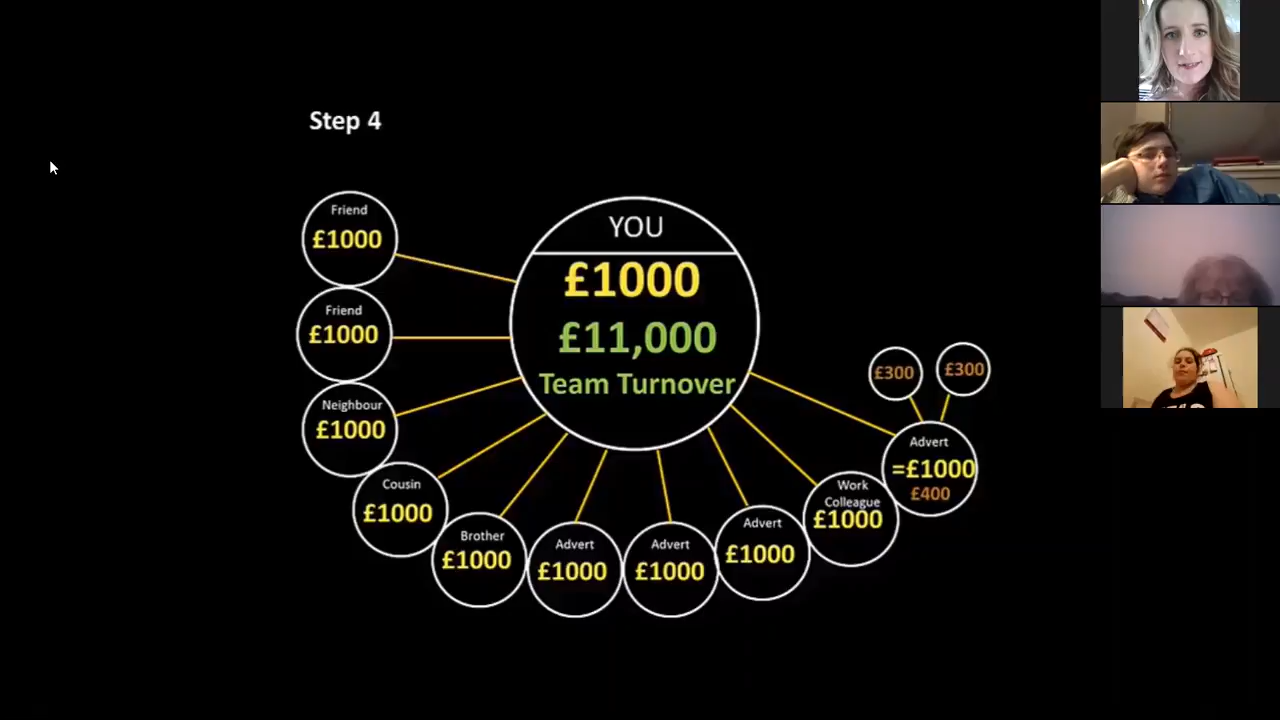 Step 4
YOU
£1000
£11,000
Team Turnover
Friend
£1000
Friend
£1000
Neighbour
£1000
Cousin
£1000
Brother
£1000
Advert
£1000
Advert
£1000
Advert
£1000
Work
Colleague
£1000
Advert
=£1000
£400
£300
£300